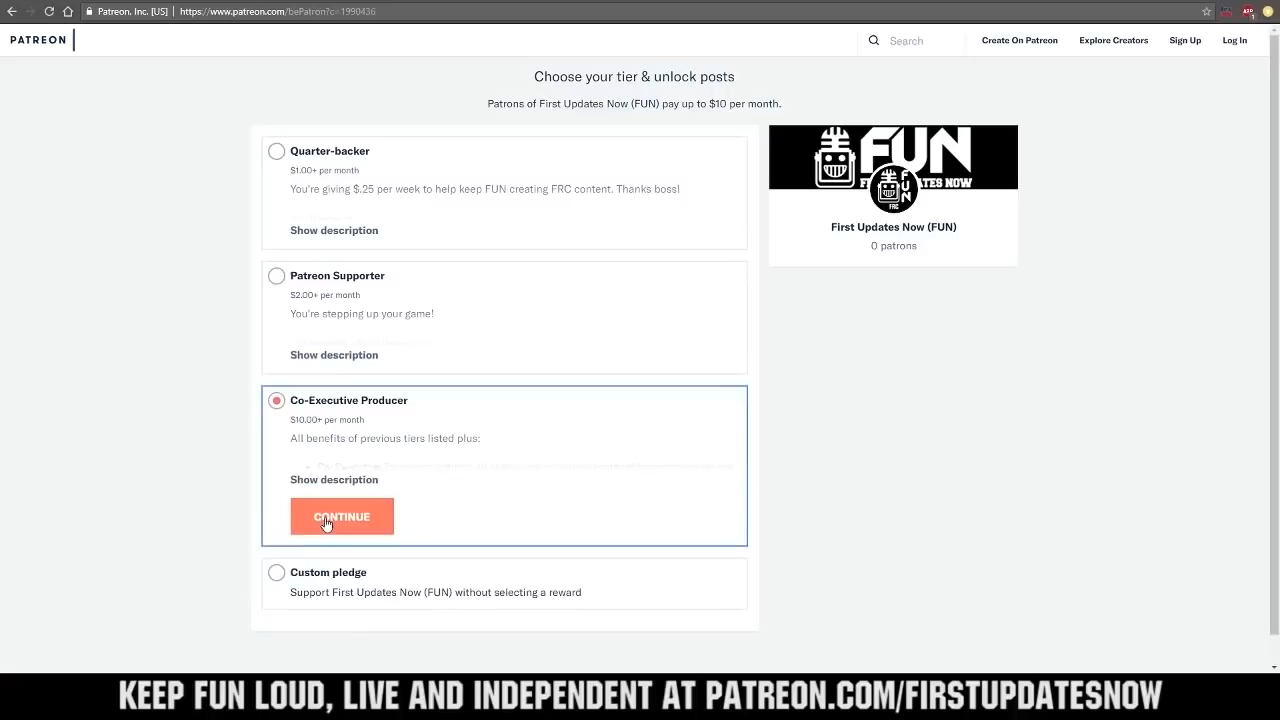 Patreon, Inc. [US] | https://www.patreon.com/bePatron?c=1990436
PATREON
Search
Create On Patreon
Explore Creators
Sign Up
Log In
Choose your tier & unlock posts
Patrons of First Updates Now (FUN) pay up to $10 per month.
Quarter-backer
$1.00+ per month
You're giving $.25 per week to help keep FUN creating FRC content. Thanks boss!
Show description
Patreon Supporter
$2.00+ per month
You're stepping up your game!
Show description
Co-Executive Producer
$10.00+ per month
All benefits of previous tiers listed plus:
Show description
CONTINUE
Custom pledge
Support First Updates Now (FUN) without selecting a reward
FUN
TES NOW
FUN
FRC
First Updates Now (FUN)
0 patrons
KEEP FUN LOUD, LIVE AND INDEPENDENT AT PATREON.COM/FIRSTUPDATESNOW